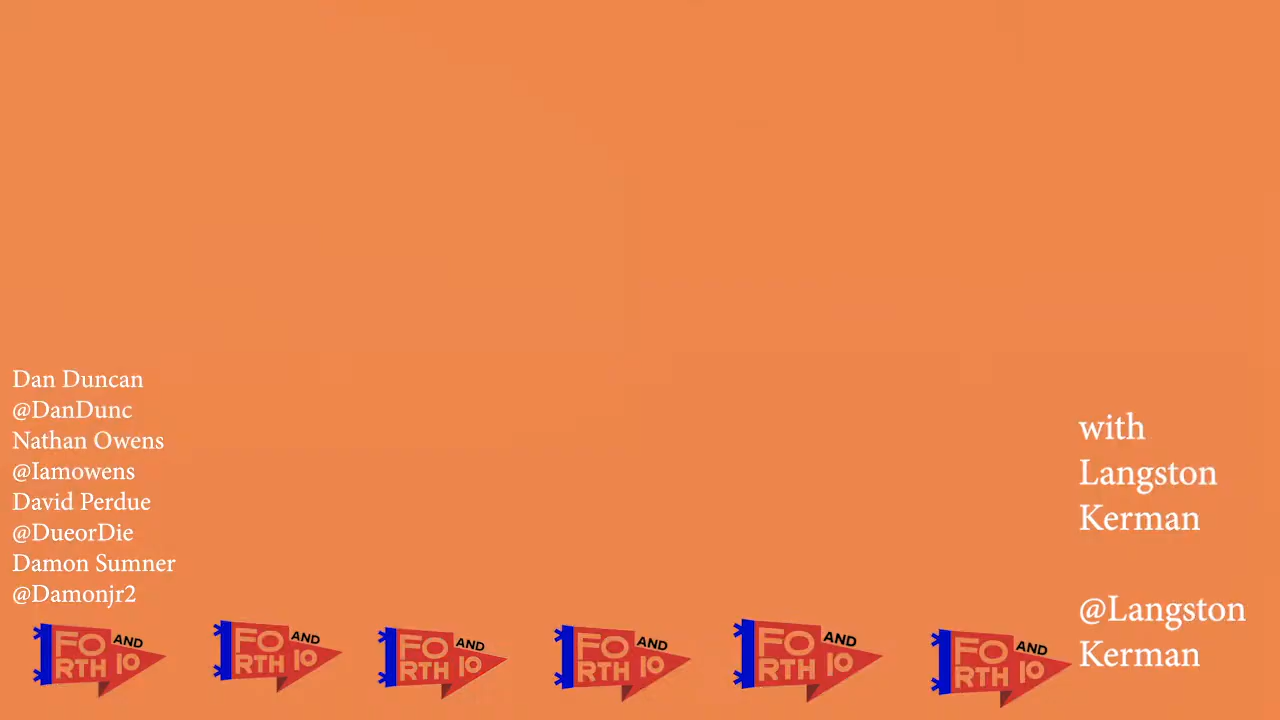 Dan Duncan
@DanDunc
Nathan Owens
@Iamowens
David Perdue
@DueorDie
Damon Sumner
@Damonjr2
with
Langston
Kerman
@Langston
Kerman
FO AND
RTH 10
FO AND
RTH 10
FO AND
RTH 10
FO AND
RTH 10
FO AND
RTH 10
FO AND
RTH 10